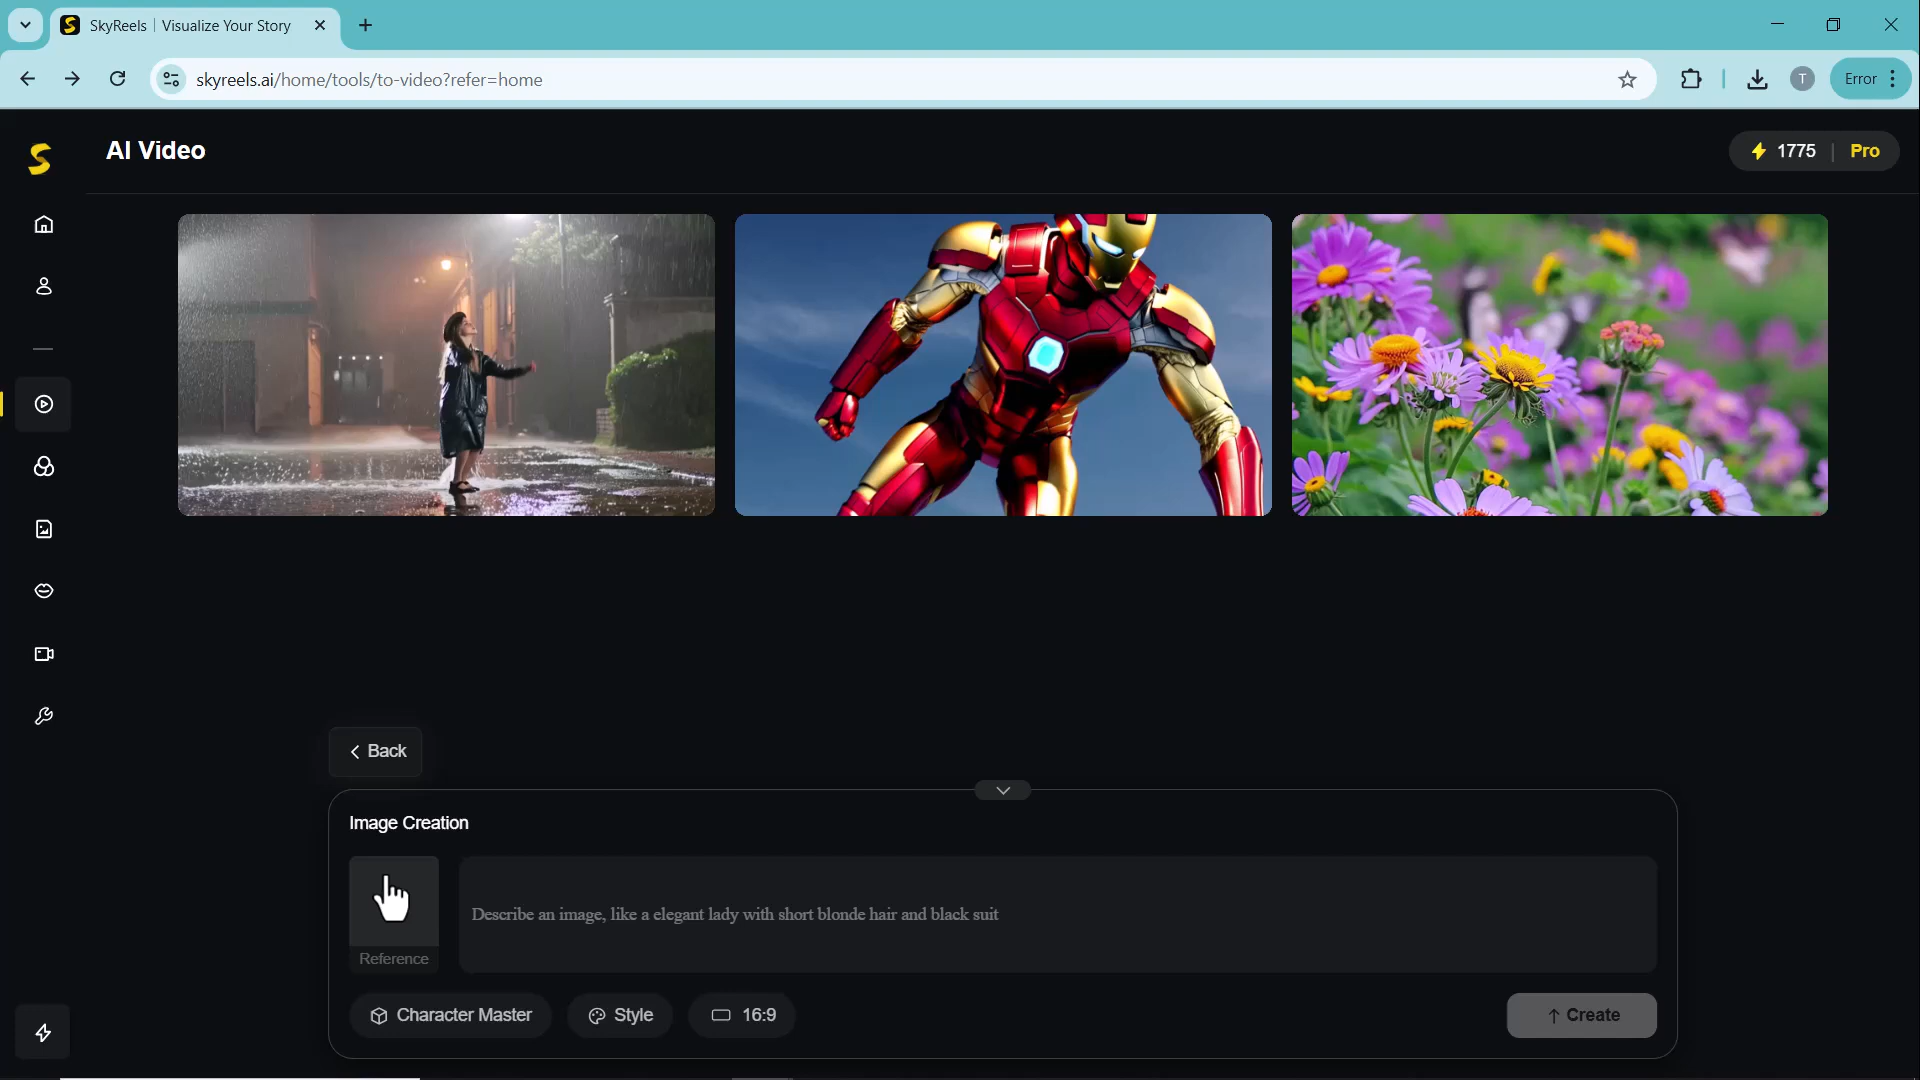 SkyReels | Visualize Your Story
skyreels.ai/home/tools/to-video?refer=home
T
Error
AI Video
1775 | Pro
Back
Image Creation
Describe an image, like a elegant lady with short blonde hair and black suit
Reference
Character Master
Style
16:9
Create